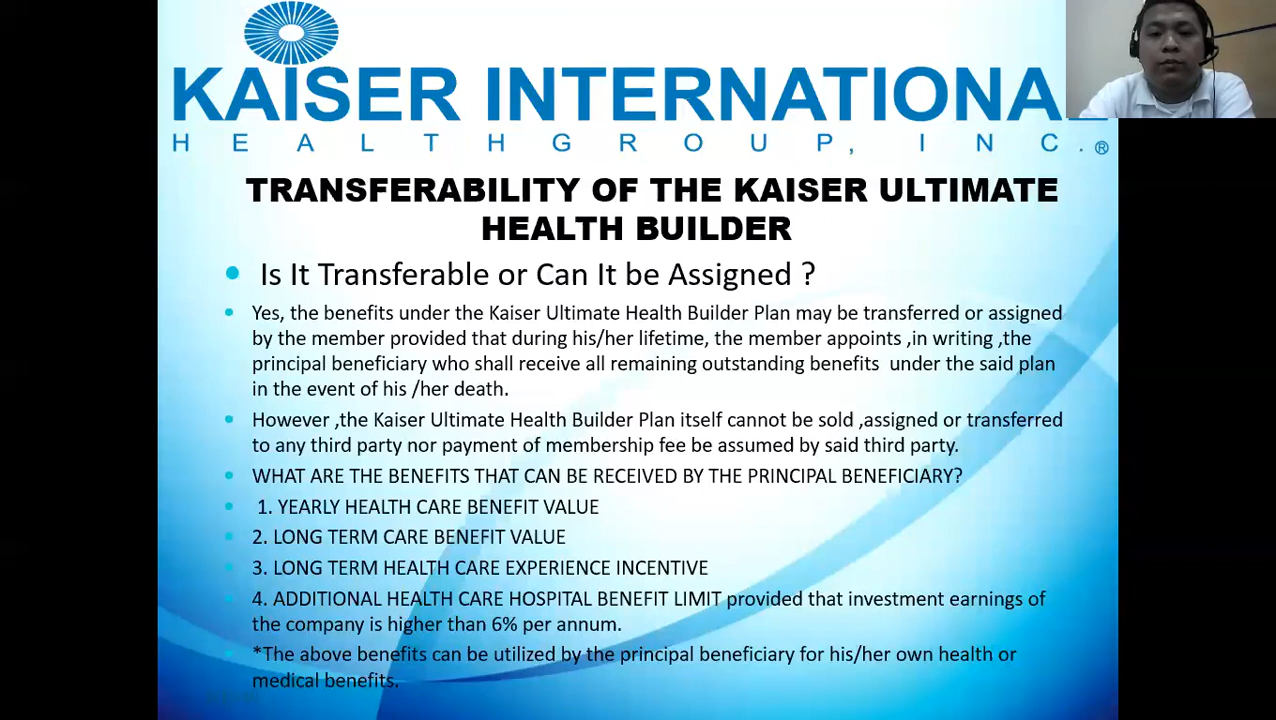 KAISER INTERNATIONA
HEALTHGROUP, INC.®
TRANSFERABILITY OF THE KAISER ULTIMATE
HEALTH BUILDER
• Is It Transferable or Can It be Assigned ?
• Yes, the benefits under the Kaiser Ultimate Health Builder Plan may be transferred or assigned
by the member provided that during his/her lifetime, the member appoints ,in writing ,the
principal beneficiary who shall receive all remaining outstanding benefits under the said plan
in the event of his /her death.
• However ,the Kaiser Ultimate Health Builder Plan itself cannot be sold ,assigned or transferred
to any third party nor payment of membership fee be assumed by said third party.
• WHAT ARE THE BENEFITS THAT CAN BE RECEIVED BY THE PRINCIPAL BENEFICIARY?
• 1. YEARLY HEALTH CARE BENEFIT VALUE
• 2. LONG TERM CARE BENEFIT VALUE
• 3. LONG TERM HEALTH CARE EXPERIENCE INCENTIVE
• 4. ADDITIONAL HEALTH CARE HOSPITAL BENEFIT LIMIT provided that investment earnings of
the company is higher than 6% per annum.
• *The above benefits can be utilized by the principal beneficiary for his/her own health or
medical benefits.